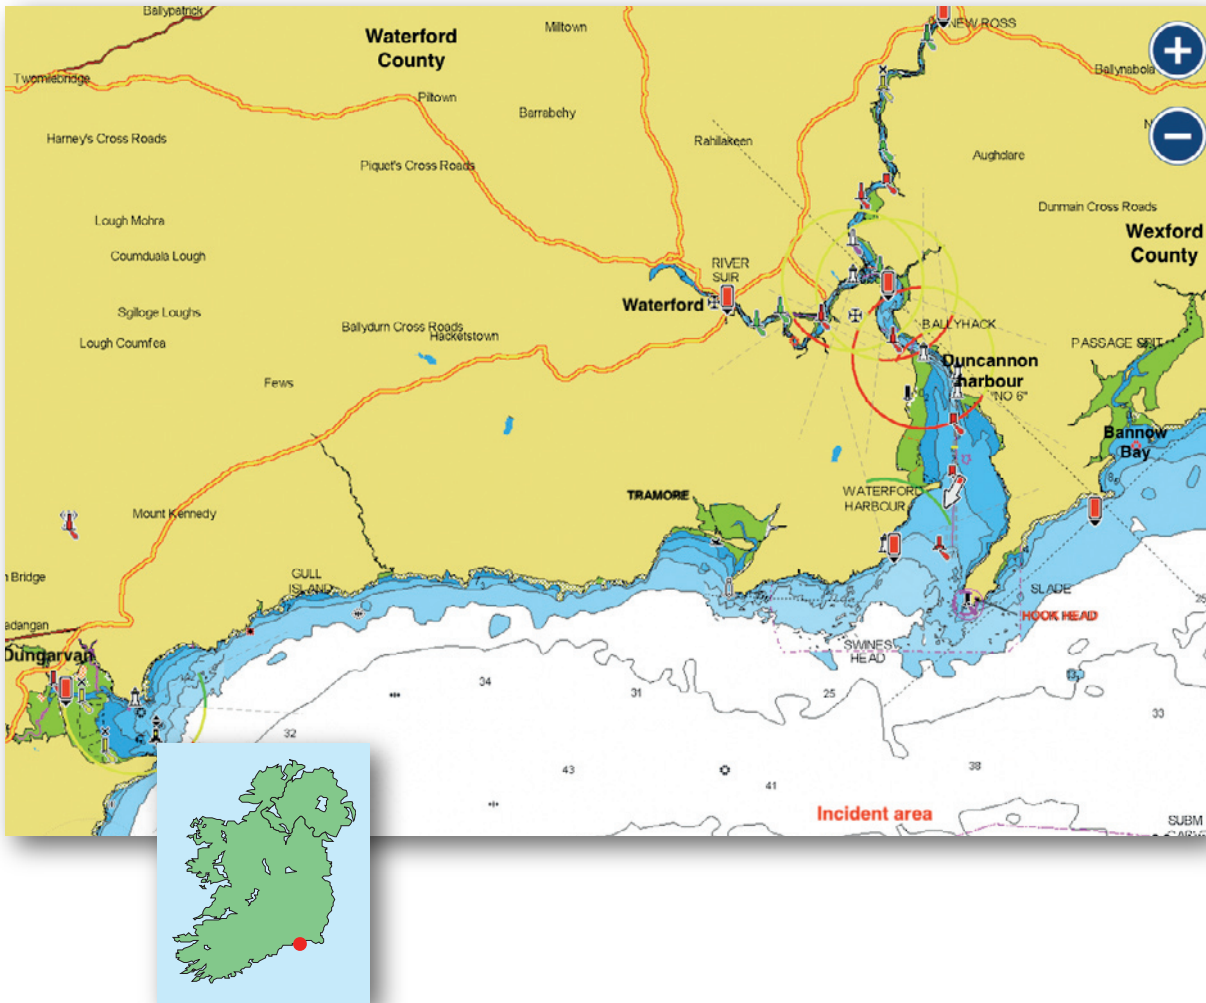 Ballypatrick
Waterford
County
Miltown
NEW ROSS
+
Twomilebridge
Ballynabola
Piltown
Barrabehy
−
Harney's Cross Roads
Rahilakeen
Piquet's Cross Roads
Aughclare
Lough Mohra
Dunmain Cross Roads
Wexford
County
Coumduala Lough
RIVER
SUIR
Waterford
Sgilloge Loughs
Ballydurn Cross Roads
Hacketstown
BALLYHACK
Lough Coumfea
PASSAGE SPIT
Duncannon
harbour
Fews
"NO 6"
Bannow
Bay
TRAMORE
WATERFORD
HARBOUR
Mount Kennedy
Bridge
GULL
ISLAND
SLADE
HOOK HEAD
adangan
SWINES
HEAD
Dungarvan
34
31
25
33
32
43
41
38
Incident area
SUBM
25